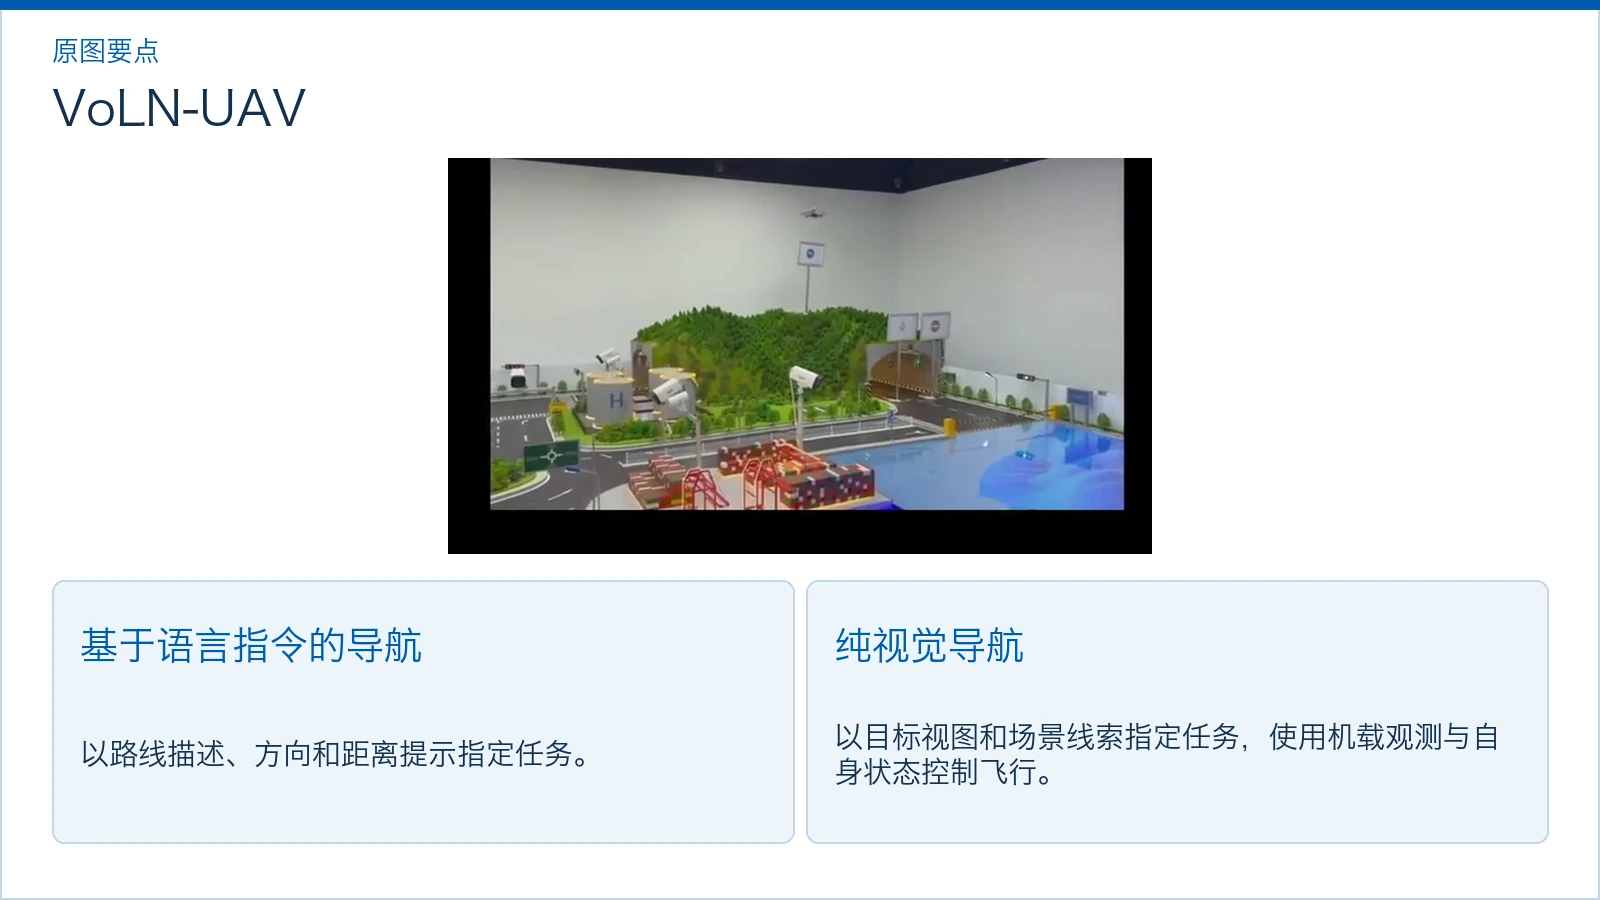 原图要点
VoLN-UAV
H
基于语言指令的导航
以路线描述、方向和距离提示指定任务。
纯视觉导航
以目标视图和场景线索指定任务，使用机载观测与自
身状态控制飞行。